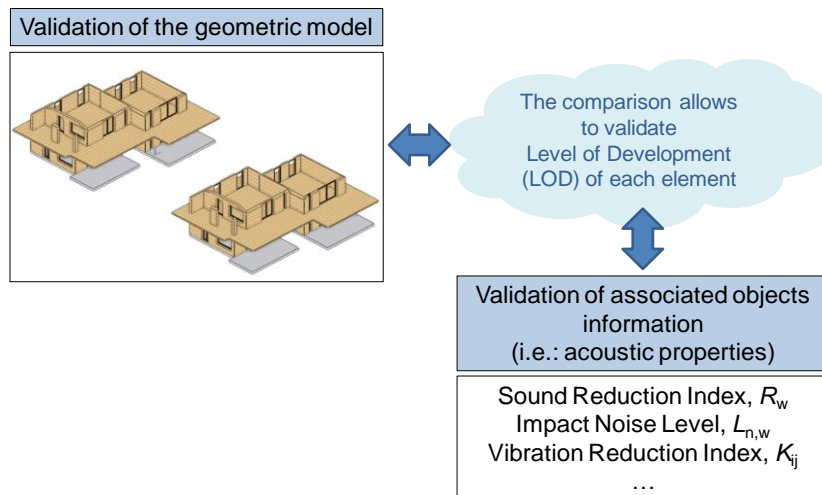 Validation of the geometric model
The comparison allows
to validate
Level of Development
(LOD) of each element
Validation of associated objects
information
(i.e.: acoustic properties)
Sound Reduction Index, Rw
Impact Noise Level, Ln,w
Vibration Reduction Index, Kij
…